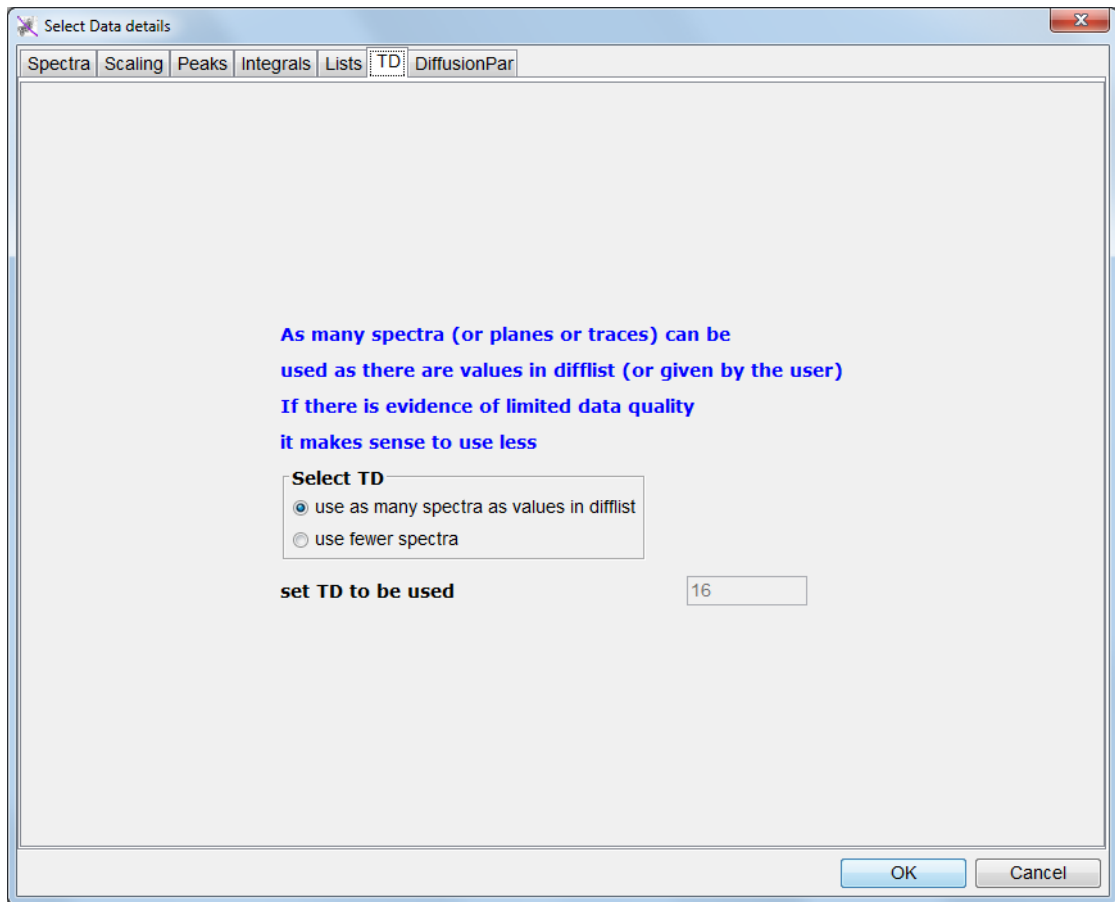 Select Data details
Spectra Scaling Peaks Integrals Lists TD DiffusionPar
As many spectra (or planes or traces) can be
used as there are values in difflist (or given by the user)
If there is evidence of limited data quality
it makes sense to use less
Select TD
use as many spectra as values in difflist
use fewer spectra
set TD to be used 16
OK Cancel